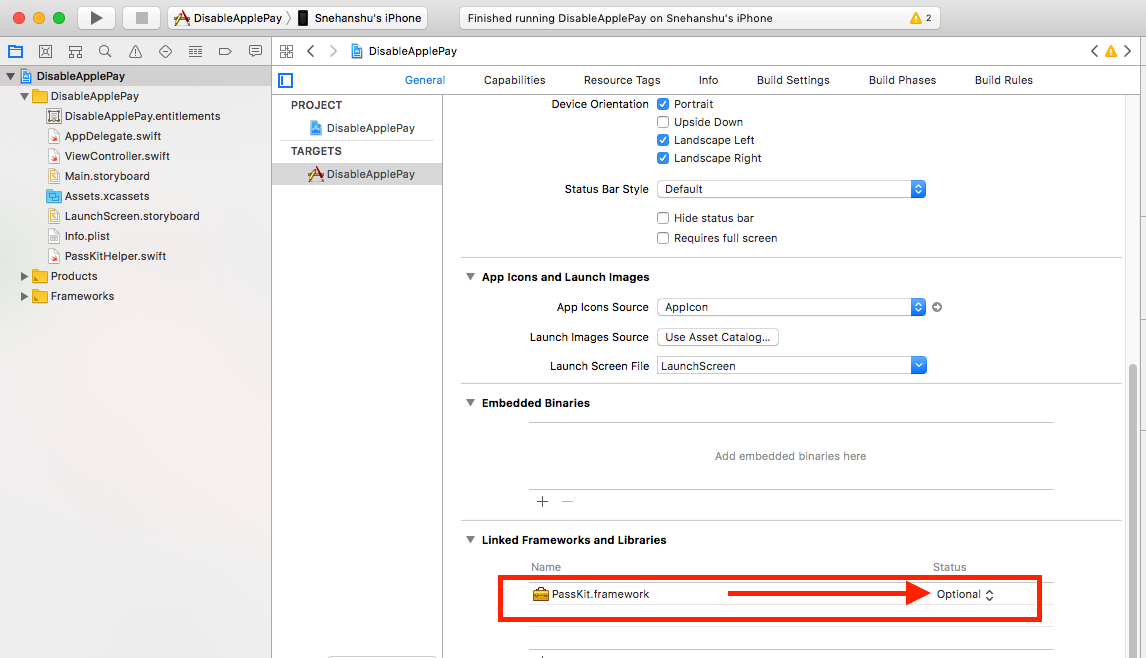 DisableApplePay
Snehanshu's iPhone
Finished running DisableApplePay on Snehanshu's iPhone
2
DisableApplePay
DisableApplePay
DisableApplePay.entitlements
AppDelegate.swift
ViewController.swift
Main.storyboard
Assets.xcassets
LaunchScreen.storyboard
Info.plist
PassKitHelper.swift
Products
Frameworks
DisableApplePay
General
Capabilities
Resource Tags
Info
Build Settings
Build Phases
Build Rules
PROJECT
DisableApplePay
TARGETS
DisableApplePay
Device Orientation
Portrait
Upside Down
Landscape Left
Landscape Right
Status Bar Style
Default
Hide status bar
Requires full screen
App Icons and Launch Images
App Icons Source
AppIcon
Launch Images Source
Use Asset Catalog...
Launch Screen File
LaunchScreen
Embedded Binaries
Add embedded binaries here
Linked Frameworks and Libraries
Name
Status
PassKit.framework
Optional